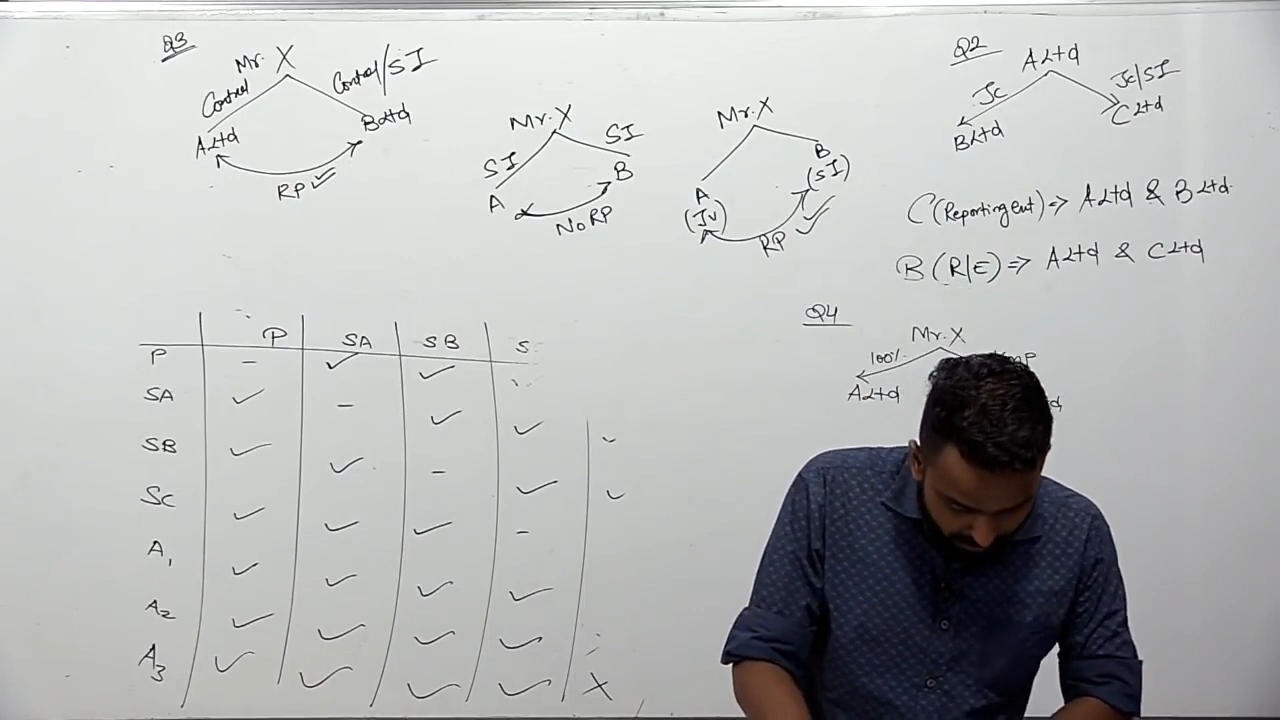 Q3
Mr. X
Control
Control/SI
A Ltd
B Ltd
RP ✓
Mr. X
SI
SI
A
B
No RP
Mr. X
A
(JV)
B
(SI)
RP ✓
Q2
A Ltd
Jc
Jc/SI
B Ltd
C Ltd
C (Reporting ent) => A Ltd & B Ltd.
B (R/E) => A Ltd & C Ltd
Q4
Mr. X
100%
A Ltd
P SA SB S
P - ✓ ✓
SA ✓ - ✓ ✓
SB ✓ ✓ - ✓
Sc ✓ ✓ ✓ -
A1 ✓ ✓ ✓ ✓
A2 ✓ ✓ ✓ ✓
A3 ✓ ✓ ✓ ✓ X